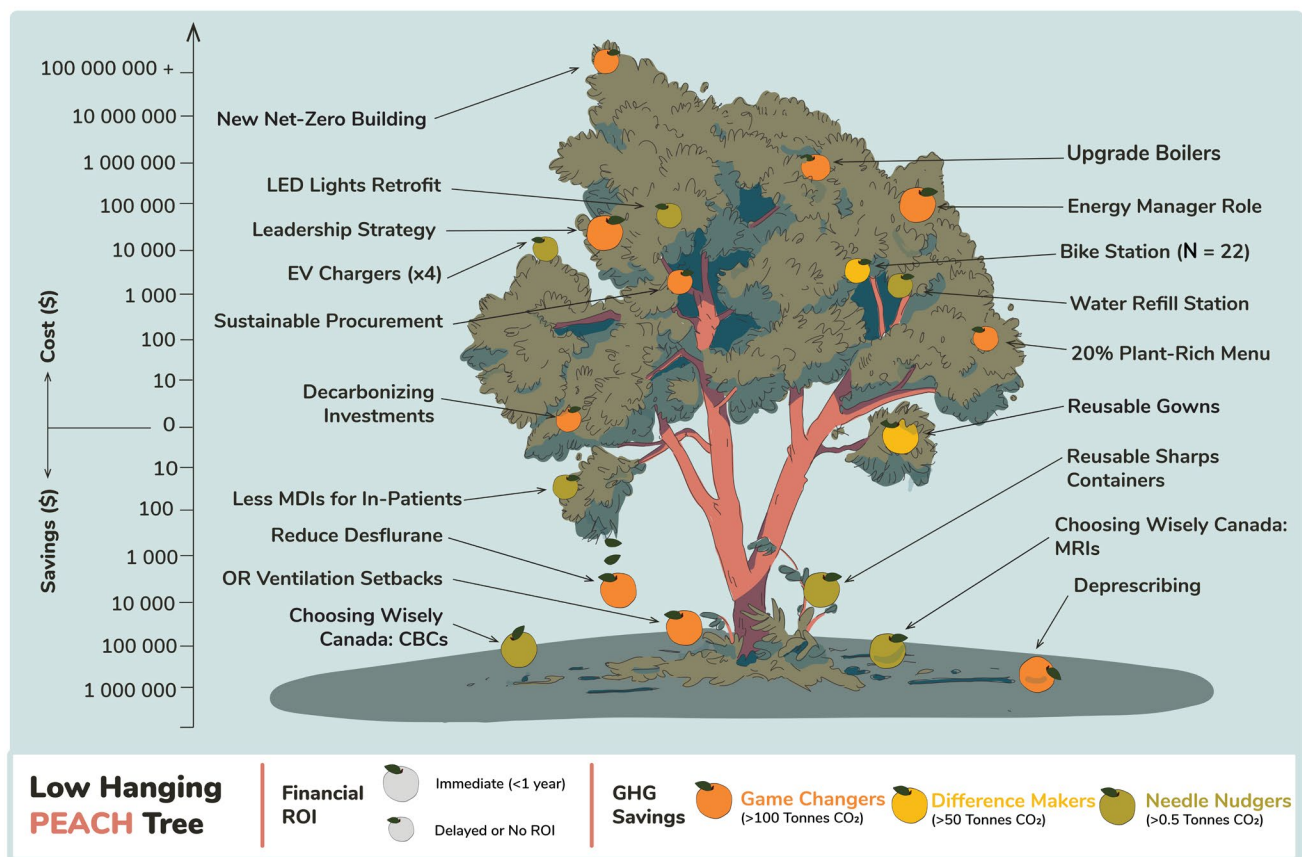 100 000 000 +
10 000 000
1 000 000
100 000
10 000
1 000
100
10
0
10
100
1 000
10 000
100 000
1 000 000
Cost ($)
Savings ($)
New Net-Zero Building
LED Lights Retrofit
Leadership Strategy
EV Chargers (x4)
Sustainable Procurement
Decarbonizing
Investments
Less MDIs for In-Patients
Reduce Desflurane
OR Ventilation Setbacks
Choosing Wisely
Canada: CBCs
Upgrade Boilers
Energy Manager Role
Bike Station (N = 22)
Water Refill Station
20% Plant-Rich Menu
Reusable Gowns
Reusable Sharps
Containers
Choosing Wisely Canada:
MRIs
Deprescribing
Low Hanging
PEACH Tree
Financial
ROI
Immediate (<1 year)
Delayed or No ROI
GHG
Savings
Game Changers
(>100 Tonnes CO₂)
Difference Makers
(>50 Tonnes CO₂)
Needle Nudgers
(>0.5 Tonnes CO₂)